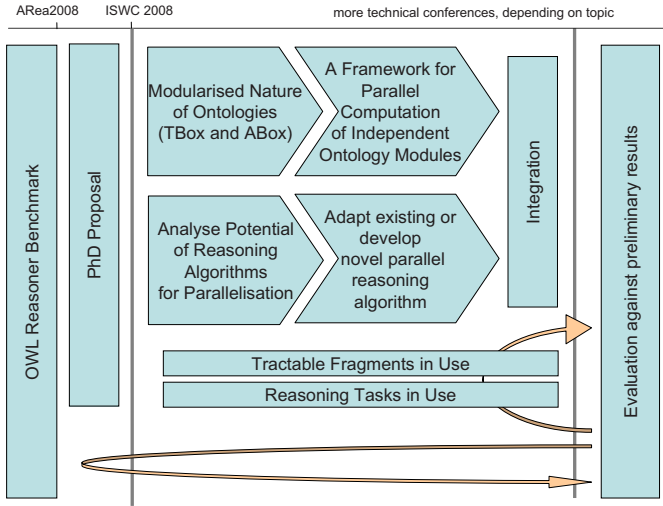 ARea2008
ISWC 2008
more technical conferences, depending on topic
OWL Reasoner Benchmark
PhD Proposal
Modularised Nature
of Ontologies
(TBox and ABox)
A Framework for
Parallel
Computation
of Independent
Ontology Modules
Analyse Potential
of Reasoning
Algorithms
for Parallelisation
Adapt existing or
develop
novel parallel
reasoning
algorithm
Integration
Tractable Fragments in Use
Reasoning Tasks in Use
Evaluation against preliminary results